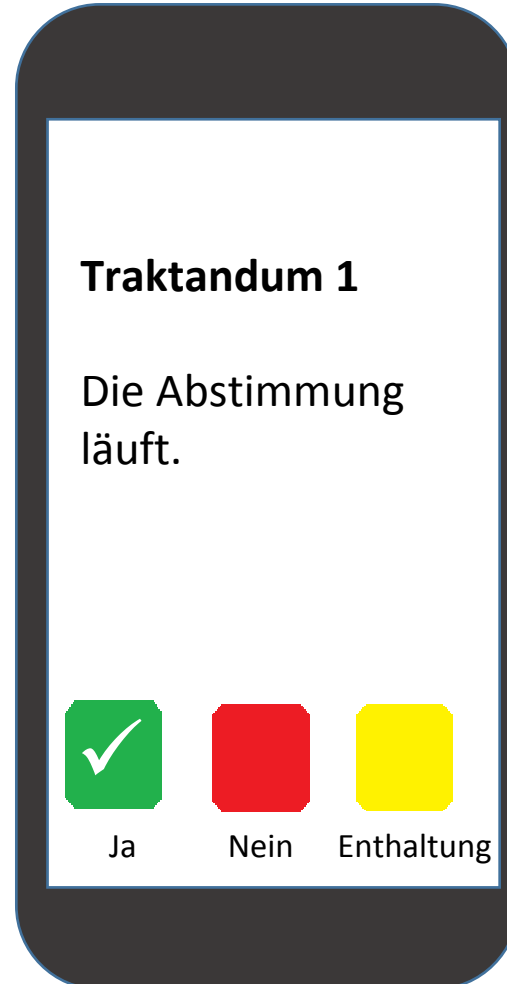 Traktandum 1
Die Abstimmung
läuft.
Ja Nein Enthaltung